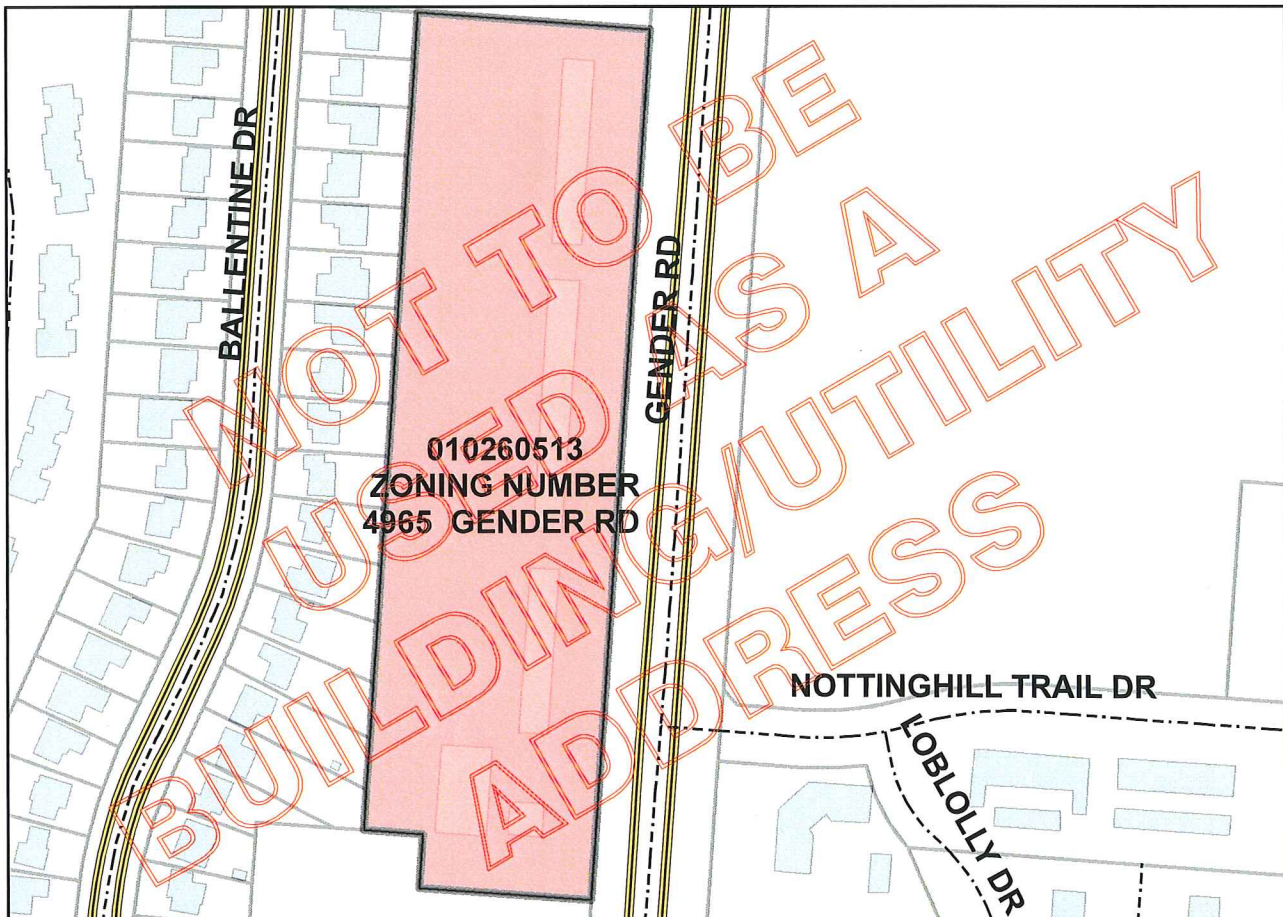 BALLENTINE DR
GENDER RD
010260513
ZONING NUMBER
4965 GENDER RD
NOTTINGHILL TRAIL DR
LOBLOLLY DR
NOT TO BE
USED AS A
BUILDING/UTILITY
ADDRESS